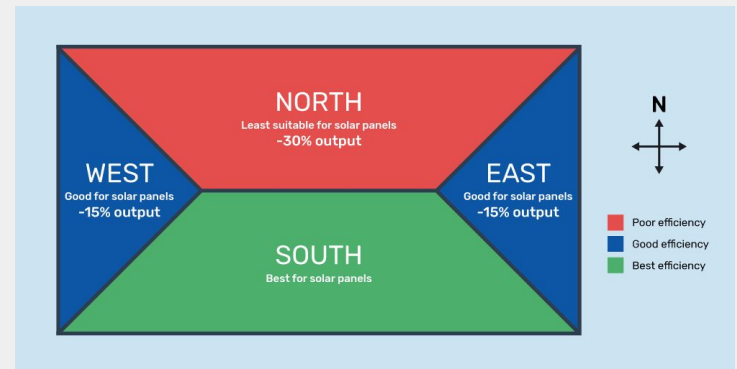 NORTH
Least suitable for solar panels
-30% output
N
WEST
Good for solar panels
-15% output
EAST
Good for solar panels
-15% output
SOUTH
Best for solar panels
Poor efficiency
Good efficiency
Best efficiency